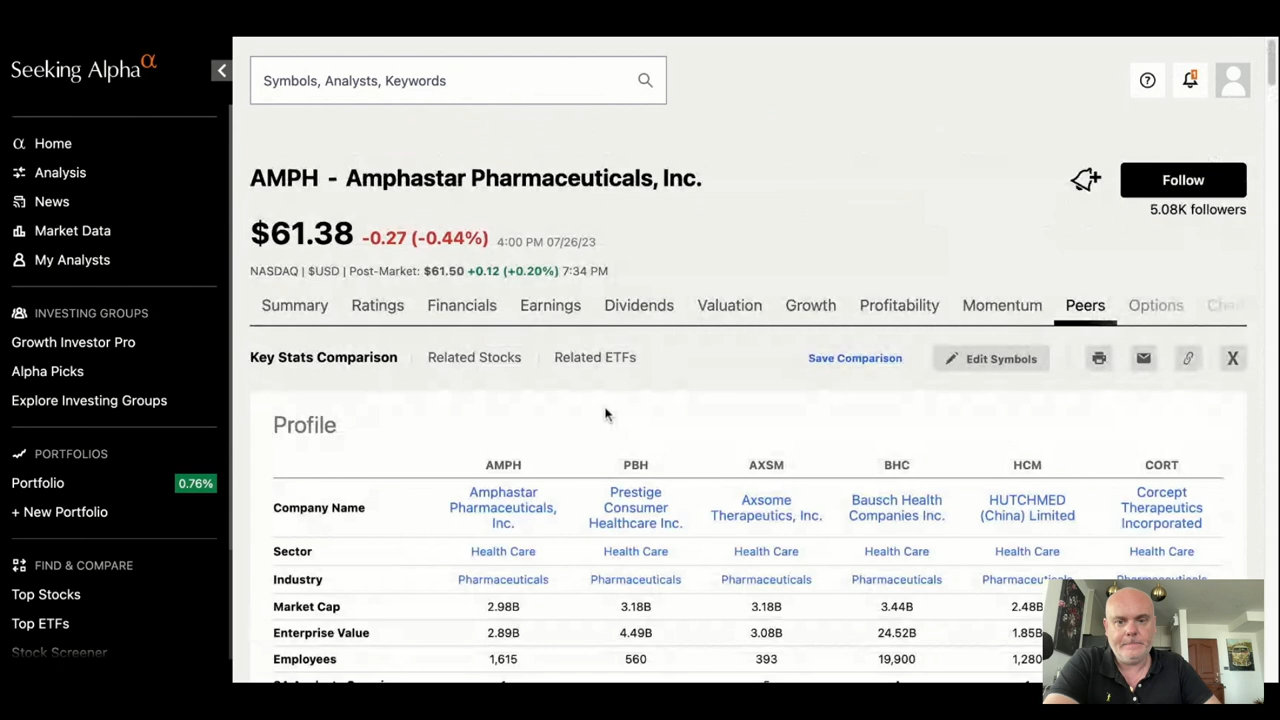 Seeking Alpha α
Symbols, Analysts, Keywords
1
α Home
Analysis
News
Market Data
My Analysts
INVESTING GROUPS
Growth Investor Pro
Alpha Picks
Explore Investing Groups
PORTFOLIOS
Portfolio 0.76%
+ New Portfolio
FIND & COMPARE
Top Stocks
Top ETFs
Stock Screener
AMPH - Amphastar Pharmaceuticals, Inc.
Follow
5.08K followers
$61.38 -0.27 (-0.44%) 4:00 PM 07/26/23
NASDAQ | $USD | Post-Market: $61.50 +0.12 (+0.20%) 7:34 PM
Summary Ratings Financials Earnings Dividends Valuation Growth Profitability Momentum Peers Options
Key Stats Comparison Related Stocks Related ETFs Save Comparison Edit Symbols X
Profile
AMPH PBH AXSM BHC HCM CORT
Company Name Amphastar Pharmaceuticals, Inc. Prestige Consumer Healthcare Inc. Axsome Therapeutics, Inc. Bausch Health Companies Inc. HUTCHMED (China) Limited Corcept Therapeutics Incorporated
Sector Health Care Health Care Health Care Health Care Health Care Health Care
Industry Pharmaceuticals Pharmaceuticals Pharmaceuticals Pharmaceuticals Pharmaceuticals Pharmaceuticals
Market Cap 2.98B 3.18B 3.18B 3.44B 2.48B
Enterprise Value 2.89B 4.49B 3.08B 24.52B 1.85B
Employees 1,615 560 393 19,900 1,280